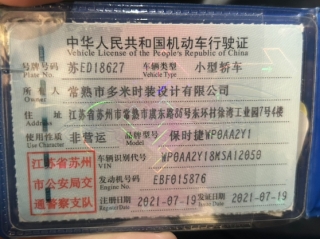 中华人民共和国机动车行驶证
Vehicle License of the People's Republic of China
号牌号码 苏ED18627 车辆类型 小型轿车
Plate No. Vehicle Type
所有人 常熟市多米时装设计有限公司
Owner
住址 江苏省苏州市常熟市虞东路85号东环村徐湾工业园7号4楼
Address
使用性质 非营运 品牌型号 保时捷WP0AA2Y1
Use Character Model
江苏省苏州
市公安局交
通警察支队
车辆识别代号 WP0AA2Y18MSA12050
VIN
发动机号码 EBF015876
Engine No.
注册日期 2021-07-19 发证日期 2021-07-19
Register Date Issue Date